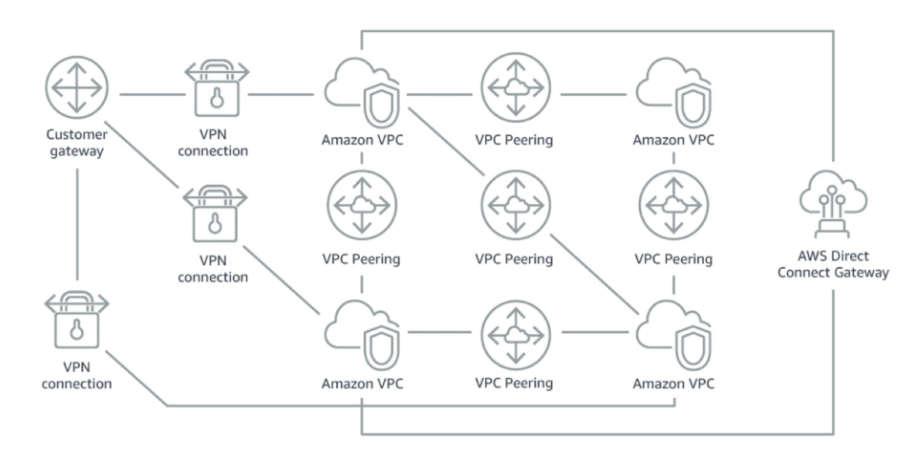 Customer
gateway
VPN
connection
Amazon VPC
VPC Peering
Amazon VPC
VPN
connection
VPC Peering
VPC Peering
VPC Peering
AWS Direct
Connect Gateway
VPN
connection
Amazon VPC
VPC Peering
Amazon VPC